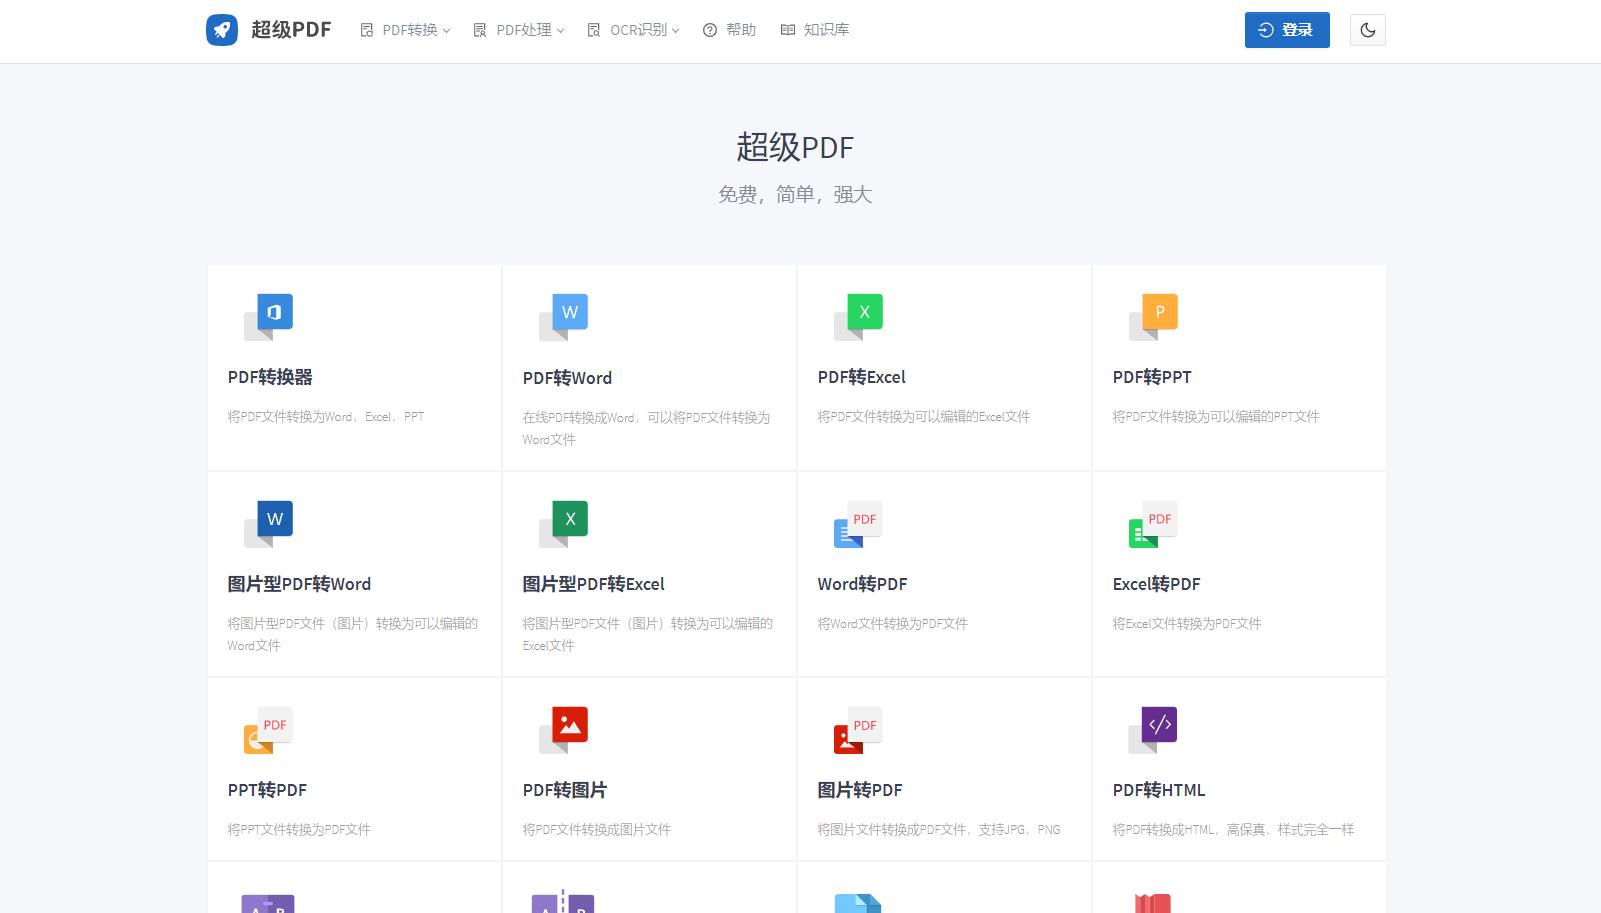 超级PDF PDF转换 PDF处理 OCR识别 帮助 知识库 登录
超级PDF
免费，简单，强大
W X P
PDF转换器 PDF转Word PDF转Excel PDF转PPT
将PDF文件转换为Word，Excel，PPT 在线PDF转换成Word，可以将PDF文件转换为 将PDF文件转换为可以编辑的Excel文件 将PDF文件转换为可以编辑的PPT文件
Word文件
W X PDF PDF
图片型PDF转Word 图片型PDF转Excel Word转PDF Excel转PDF
将图片型PDF文件（图片）转换为可以编辑的 将图片型PDF文件（图片）转换为可以编辑的 将Word文件转换为PDF文件 将Excel文件转换为PDF文件
Word文件 Excel文件
PDF PDF </>
PPT转PDF PDF转图片 图片转PDF PDF转HTML
将PPT文件转换为PDF文件 将PDF文件转换成图片文件 将图片文件转换成PDF文件，支持JPG，PNG 将PDF转换成HTML，高保真，样式完全一样
A B A B